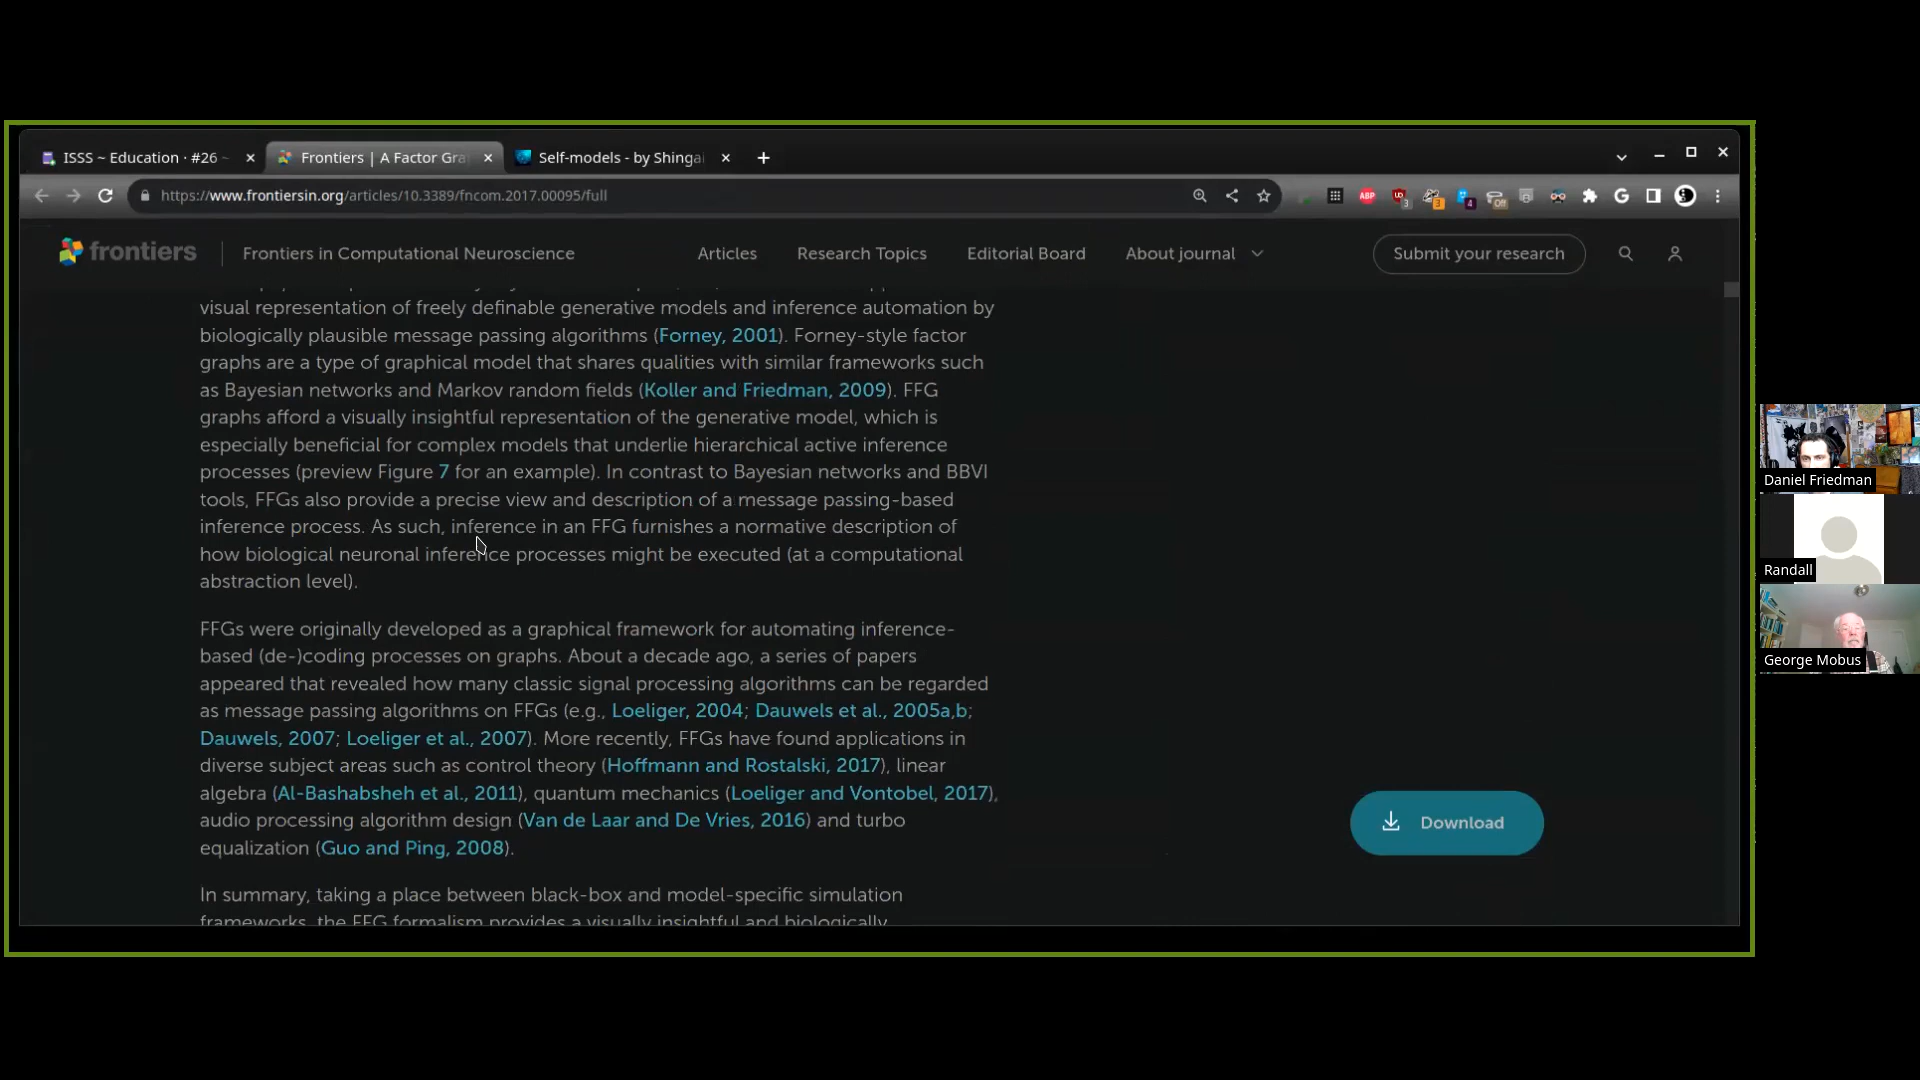 ISSS ~ Education · #26 ~
Frontiers | A Factor Gra
Self-models - by Shingai
https://www.frontiersin.org/articles/10.3389/fncom.2017.00095/full
ABP
3
3
4
Off
frontiers
Frontiers in Computational Neuroscience
Articles
Research Topics
Editorial Board
About journal
Submit your research
visual representation of freely definable generative models and inference automation by
biologically plausible message passing algorithms (Forney, 2001). Forney-style factor
graphs are a type of graphical model that shares qualities with similar frameworks such
as Bayesian networks and Markov random fields (Koller and Friedman, 2009). FFG
graphs afford a visually insightful representation of the generative model, which is
especially beneficial for complex models that underlie hierarchical active inference
processes (preview Figure 7 for an example). In contrast to Bayesian networks and BBVI
tools, FFGs also provide a precise view and description of a message passing-based
inference process. As such, inference in an FFG furnishes a normative description of
how biological neuronal inference processes might be executed (at a computational
abstraction level).
FFGs were originally developed as a graphical framework for automating inference-
based (de-)coding processes on graphs. About a decade ago, a series of papers
appeared that revealed how many classic signal processing algorithms can be regarded
as message passing algorithms on FFGs (e.g., Loeliger, 2004; Dauwels et al., 2005a,b;
Dauwels, 2007; Loeliger et al., 2007). More recently, FFGs have found applications in
diverse subject areas such as control theory (Hoffmann and Rostalski, 2017), linear
algebra (Al-Bashabsheh et al., 2011), quantum mechanics (Loeliger and Vontobel, 2017),
audio processing algorithm design (Van de Laar and De Vries, 2016) and turbo
equalization (Guo and Ping, 2008).
In summary, taking a place between black-box and model-specific simulation
frameworks, the FFG formalism provides a visually insightful and biologically
Download
Daniel Friedman
Randall
George Mobus